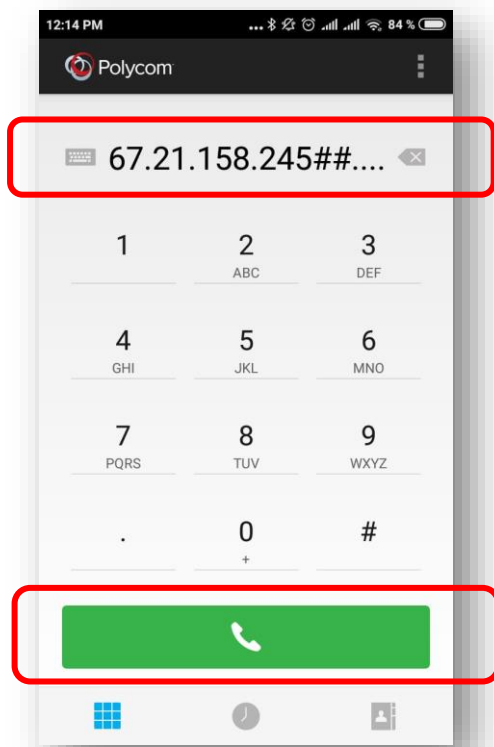 12:14 PM ... 84 %
Polycom
67.21.158.245##....
1 2 3
ABC DEF
4 5 6
GHI JKL MNO
7 8 9
PQRS TUV WXYZ
. 0 #
+